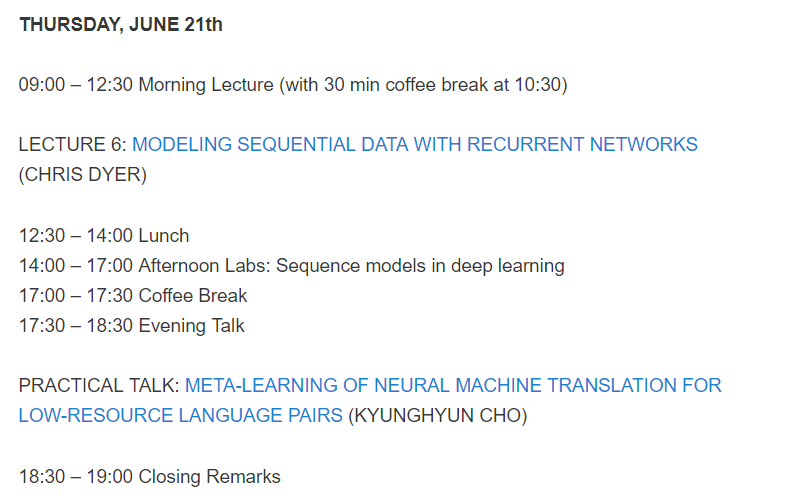 THURSDAY, JUNE 21th
09:00 – 12:30 Morning Lecture (with 30 min coffee break at 10:30)
LECTURE 6: MODELING SEQUENTIAL DATA WITH RECURRENT NETWORKS
(CHRIS DYER)
12:30 – 14:00 Lunch
14:00 – 17:00 Afternoon Labs: Sequence models in deep learning
17:00 – 17:30 Coffee Break
17:30 – 18:30 Evening Talk
PRACTICAL TALK: META-LEARNING OF NEURAL MACHINE TRANSLATION FOR
LOW-RESOURCE LANGUAGE PAIRS (KYUNGHYUN CHO)
18:30 – 19:00 Closing Remarks